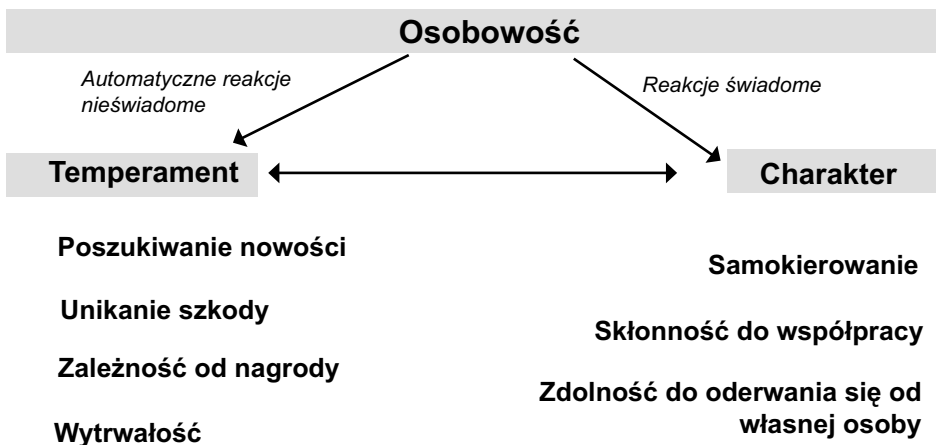 Osobowość
Automatyczne reakcje
nieświadome
Reakcje świadome
Temperament
Charakter
Poszukiwanie nowości
Unikanie szkody
Zależność od nagrody
Wytrwałość
Samokierowanie
Skłonność do współpracy
Zdolność do oderwania się od
własnej osoby